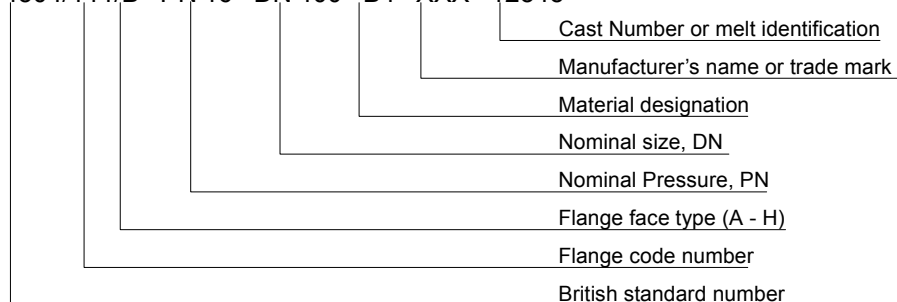 Cast Number or melt identification
Manufacturer's name or trade mark
Material designation
Nominal size, DN
Nominal Pressure, PN
Flange face type (A - H)
Flange code number
British standard number